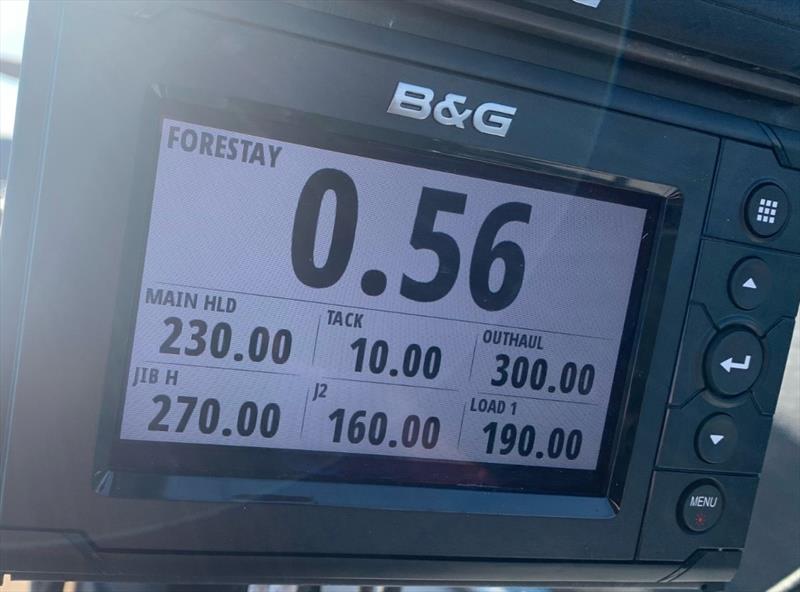 B&G
FORESTAY
0.56
MAIN HLD
TACK
OUTHAUL
230.00
10.00
300.00
JIB H
J2
LOAD 1
270.00
160.00
190.00
MENU